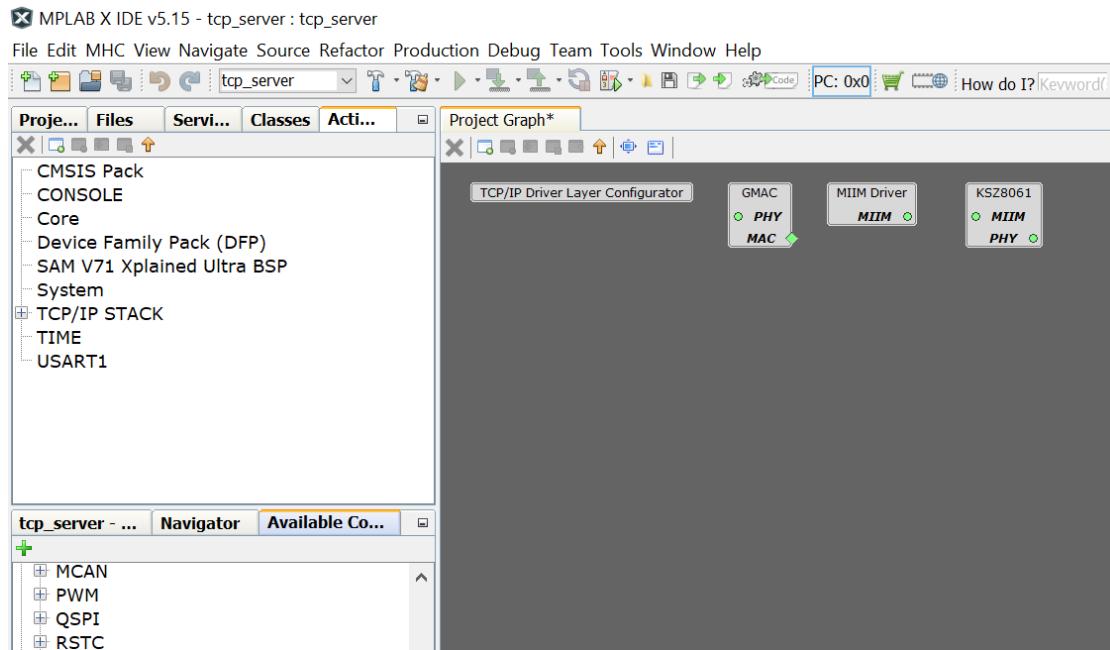 MPLAB X IDE v5.15 - tcp_server : tcp_server
File Edit MHC View Navigate Source Refactor Production Debug Team Tools Window Help
tcp_server PC: 0x0 How do I?
Proje... Files Servi... Classes Acti...
Project Graph*
CMSIS Pack
CONSOLE
Core
Device Family Pack (DFP)
SAM V71 Xplained Ultra BSP
System
TCP/IP STACK
TIME
USART1
TCP/IP Driver Layer Configurator
GMAC
PHY
MAC
MIIM Driver
MIIM
KSZ8061
MIIM
PHY
tcp_server - ... Navigator Available Co...
MCAN
PWM
QSPI
RSTC